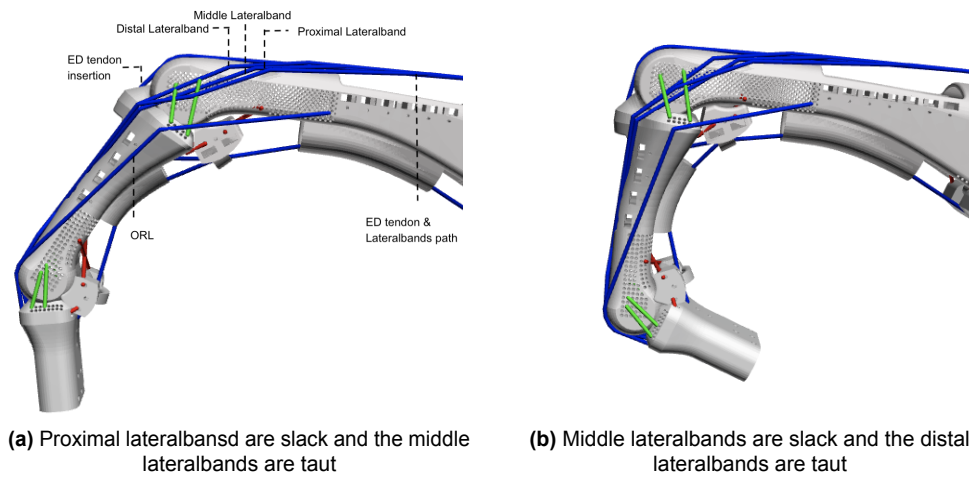 Middle Lateralband
Distal Lateralband
Proximal Lateralband
ED tendon
insertion
ORL
ED tendon &
Lateralbands path
(a) Proximal lateralbansd are slack and the middle
lateralbands are taut
(b) Middle lateralbands are slack and the distal
lateralbands are taut